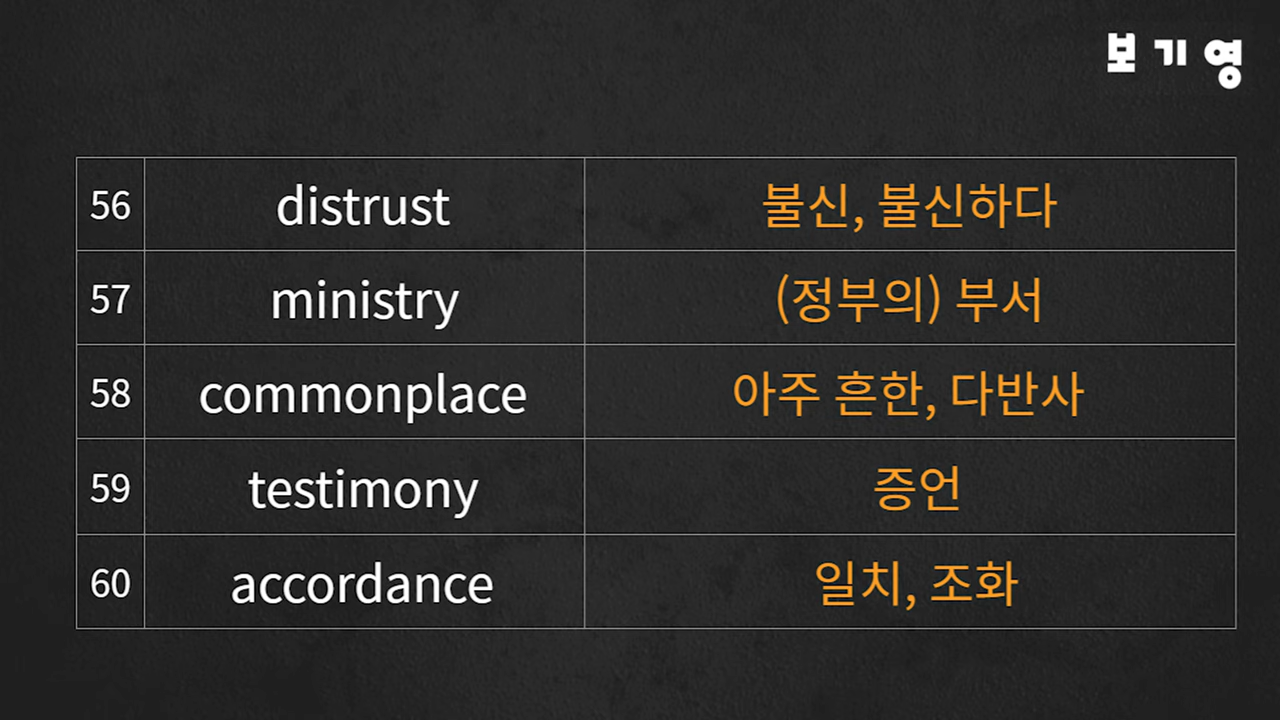 보기영
56 distrust 불신, 불신하다
57 ministry (정부의) 부서
58 commonplace 아주 흔한, 다반사
59 testimony 증언
60 accordance 일치, 조화